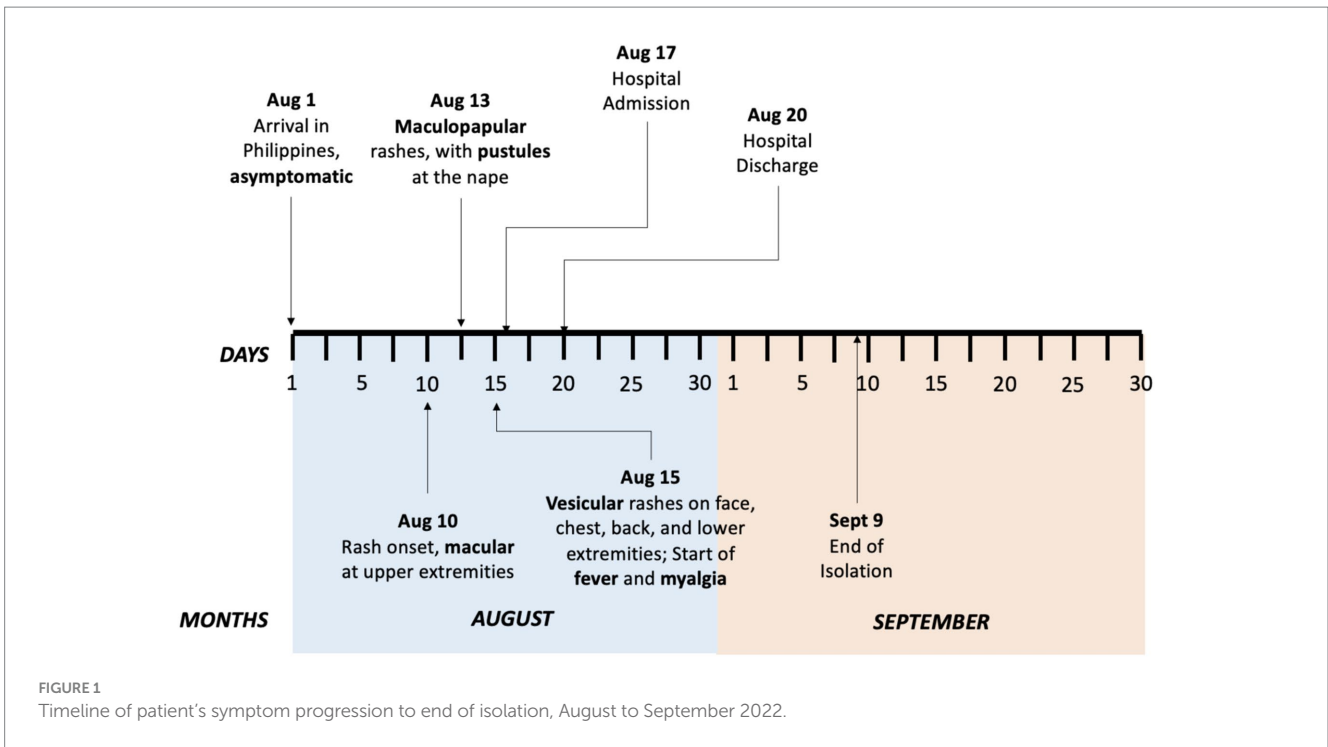 Aug 17
Hospital
Admission
Aug 1
Arrival in
Philippines,
asymptomatic
Aug 13
Maculopapular
rashes, with pustules
at the nape
Aug 20
Hospital
Discharge
DAYS
1 5 10 15 20 25 30 1 5 10 15 20 25 30
Aug 10
Rash onset, macular
at upper extremities
Aug 15
Vesicular rashes on face,
chest, back, and lower
extremities; Start of
fever and myalgia
Sept 9
End of
Isolation
MONTHS AUGUST SEPTEMBER
FIGURE 1
Timeline of patient's symptom progression to end of isolation, August to September 2022.